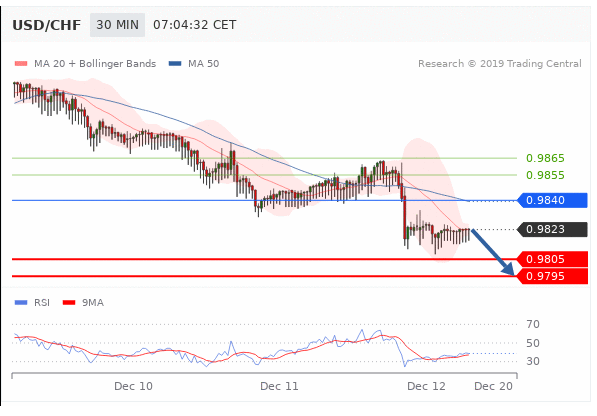 USD/CHF 30 MIN 07:04:32 CET
MA 20 + Bollinger Bands MA 50 Research © 2019 Trading Central
0.9865
0.9855
0.9840
0.9823
0.9805
0.9795
RSI 9MA
70
50
30
Dec 10 Dec 11 Dec 12 Dec 20